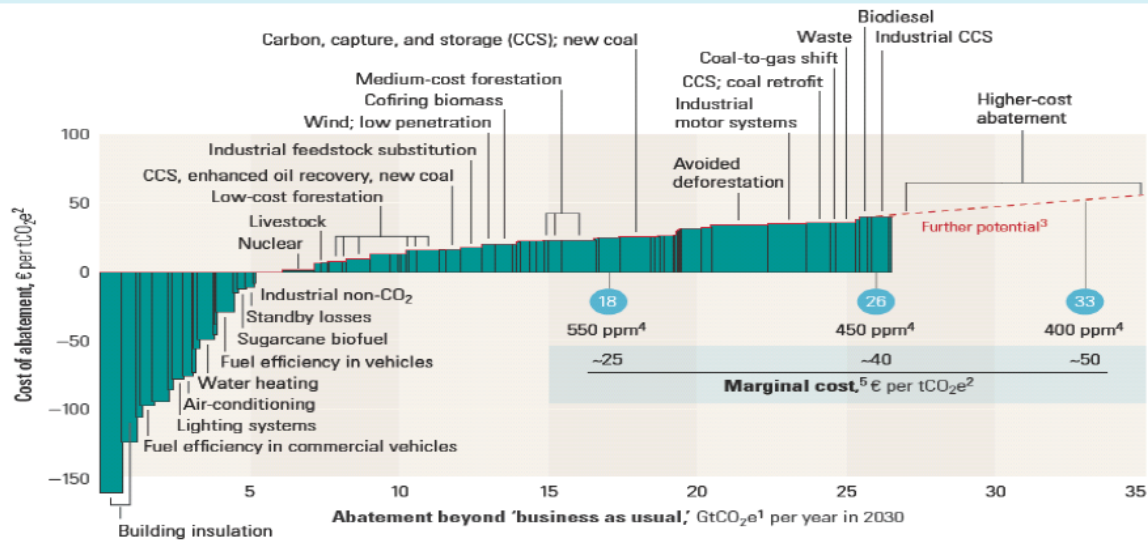 Biodiesel
Waste
Industrial CCS
Carbon, capture, and storage (CCS); new coal
Coal-to-gas shift
Medium-cost forestation
CCS; coal retrofit
Cofiring biomass
Industrial
motor systems
Higher-cost
abatement
Wind; low penetration
Industrial feedstock substitution
Avoided
deforestation
CCS, enhanced oil recovery, new coal
Low-cost forestation
Livestock
Nuclear
Further potential³
100
50
0
−50
−100
−150
Cost of abatement, € per tCO₂e²
Industrial non-CO₂
Standby losses
Sugarcane biofuel
Fuel efficiency in vehicles
Water heating
Air-conditioning
Lighting systems
Fuel efficiency in commercial vehicles
Building insulation
18
26
33
550 ppm⁴
450 ppm⁴
400 ppm⁴
~25
~40
~50
Marginal cost,⁵ € per tCO₂e²
5
10
15
20
25
30
35
Abatement beyond ‘business as usual,’ GtCO₂e¹ per year in 2030